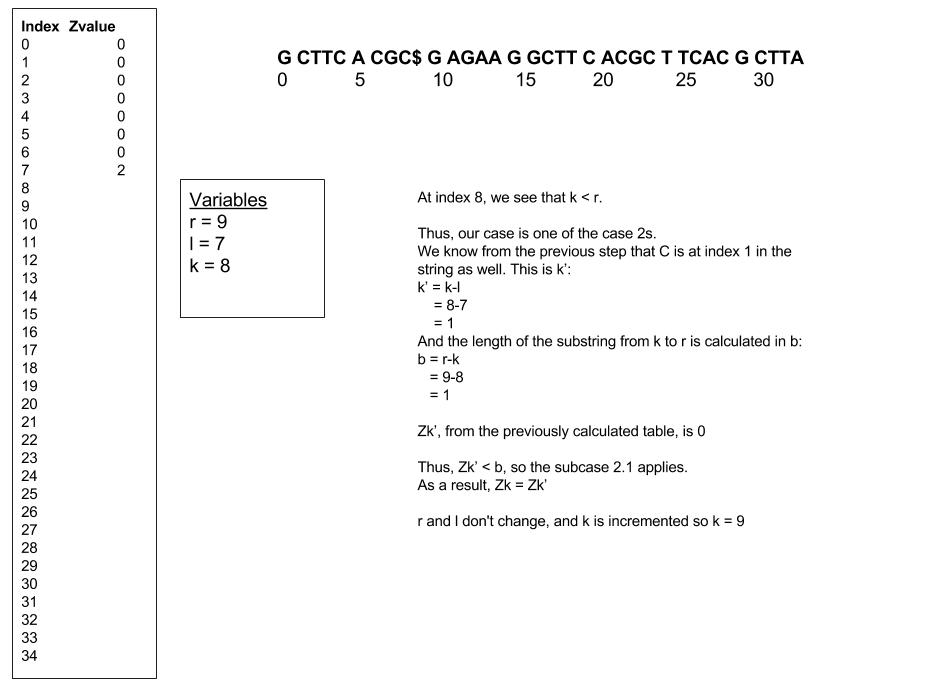 Index Zvalue
0 0
1 0
2 0
3 0
4 0
5 0
6 0
7 2
8
9
10
11
12
13
14
15
16
17
18
19
20
21
22
23
24
25
26
27
28
29
30
31
32
33
34
G CTTC A CGC$ G AGAA G GCTT C ACGC T TCAC G CTTA
0 5 10 15 20 25 30
Variables
r = 9
l = 7
k = 8
At index 8, we see that k < r.
Thus, our case is one of the case 2s.
We know from the previous step that C is at index 1 in the
string as well. This is k’:
k’ = k-l
= 8-7
= 1
And the length of the substring from k to r is calculated in b:
b = r-k
= 9-8
= 1
Zk’, from the previously calculated table, is 0
Thus, Zk’ < b, so the subcase 2.1 applies.
As a result, Zk = Zk’
r and l don't change, and k is incremented so k = 9